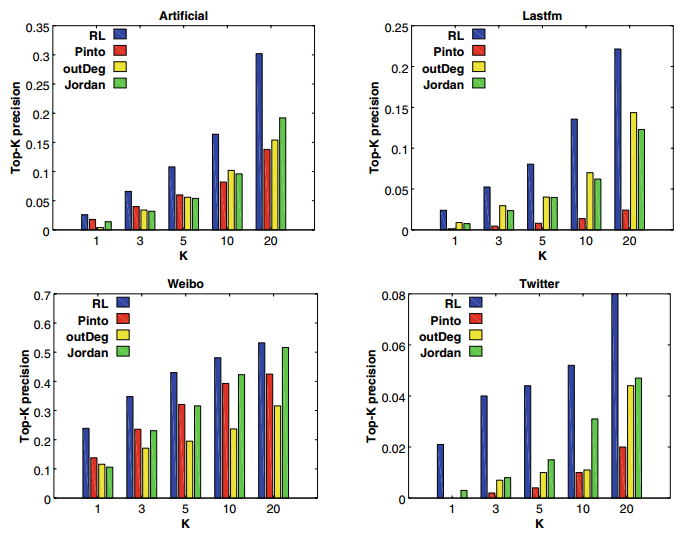 Artificial
0.35
0.3
0.25
0.2
0.15
0.1
0.05
0
Top-K precision
RL
Pinto
outDeg
Jordan
1 3 5 10 20
K
Lastfm
0.25
0.2
0.15
0.1
0.05
0
Top-K precision
RL
Pinto
outDeg
Jordan
1 3 5 10 20
K
Weibo
0.7
0.6
0.5
0.4
0.3
0.2
0.1
0
Top-K precision
RL
Pinto
outDeg
Jordan
1 3 5 10 20
K
Twitter
0.08
0.06
0.04
0.02
0
Top-K precision
RL
Pinto
outDeg
Jordan
1 3 5 10 20
K